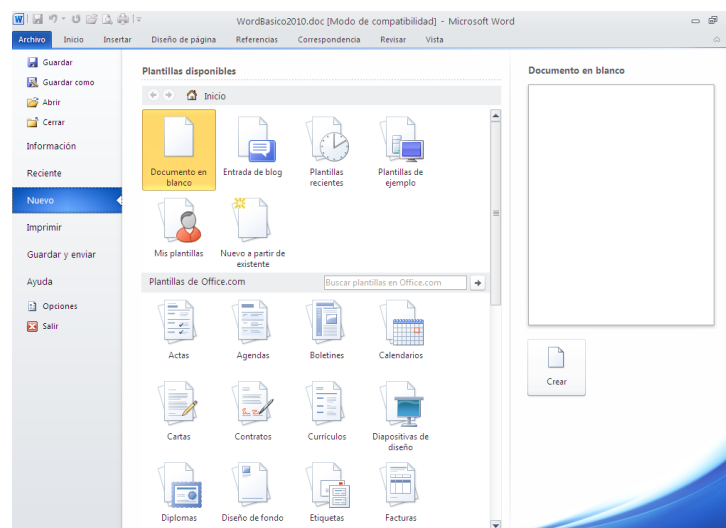 WordBasico2010.doc [Modo de compatibilidad] - Microsoft Word
Archivo Inicio Insertar Diseño de página Referencias Correspondencia Revisar Vista
Guardar
Guardar como
Abrir
Cerrar
Información
Reciente
Nuevo
Imprimir
Guardar y enviar
Ayuda
Opciones
Salir
Plantillas disponibles
Inicio
Documento en
blanco
Entrada de blog
Plantillas
recientes
Plantillas de
ejemplo
Mis plantillas
Nuevo a partir de
existente
Plantillas de Office.com
Buscar plantillas en Office.com
Actas
Agendas
Boletines
Calendarios
Cartas
Contratos
Currículos
Diapositivas de
diseño
Diplomas
Diseño de fondo
Etiquetas
Facturas
Documento en blanco
Crear